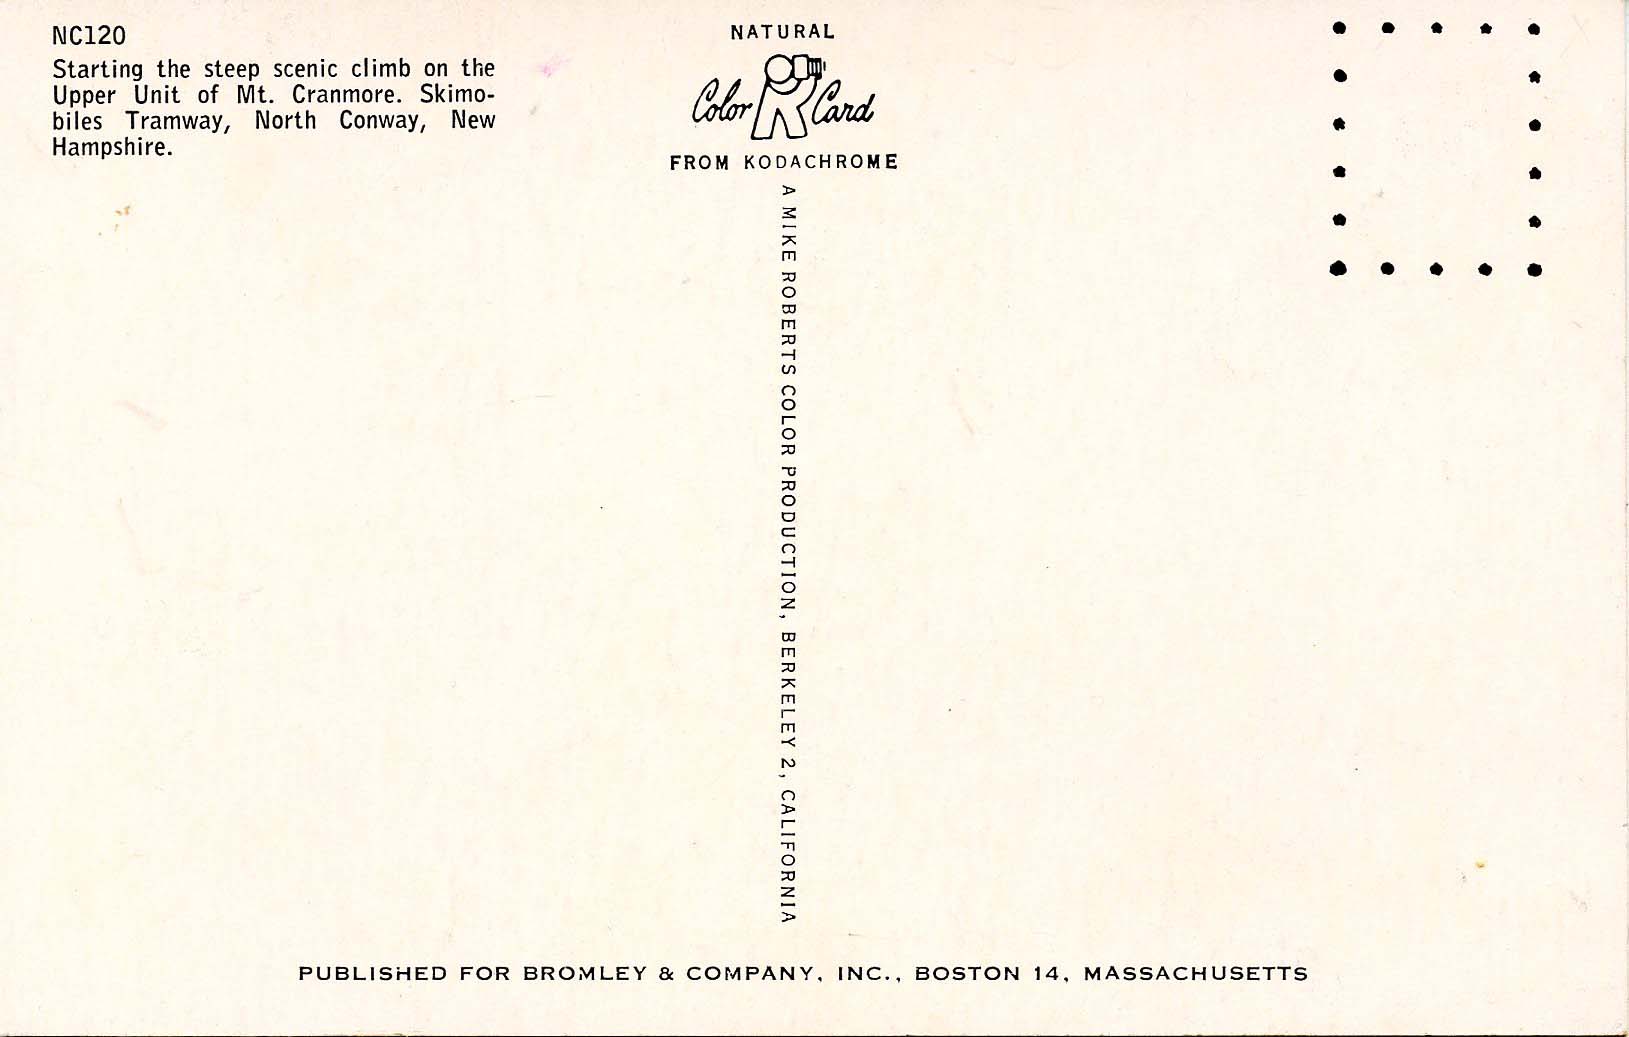 NC120
Starting the steep scenic climb on the
Upper Unit of Mt. Cranmore. Skimo-
biles Tramway, North Conway, New
Hampshire.
NATURAL
Color R Card
FROM KODACHROME
A MIKE ROBERTS COLOR PRODUCTION, BERKELEY 2, CALIFORNIA
PUBLISHED FOR BROMLEY & COMPANY, INC., BOSTON 14, MASSACHUSETTS